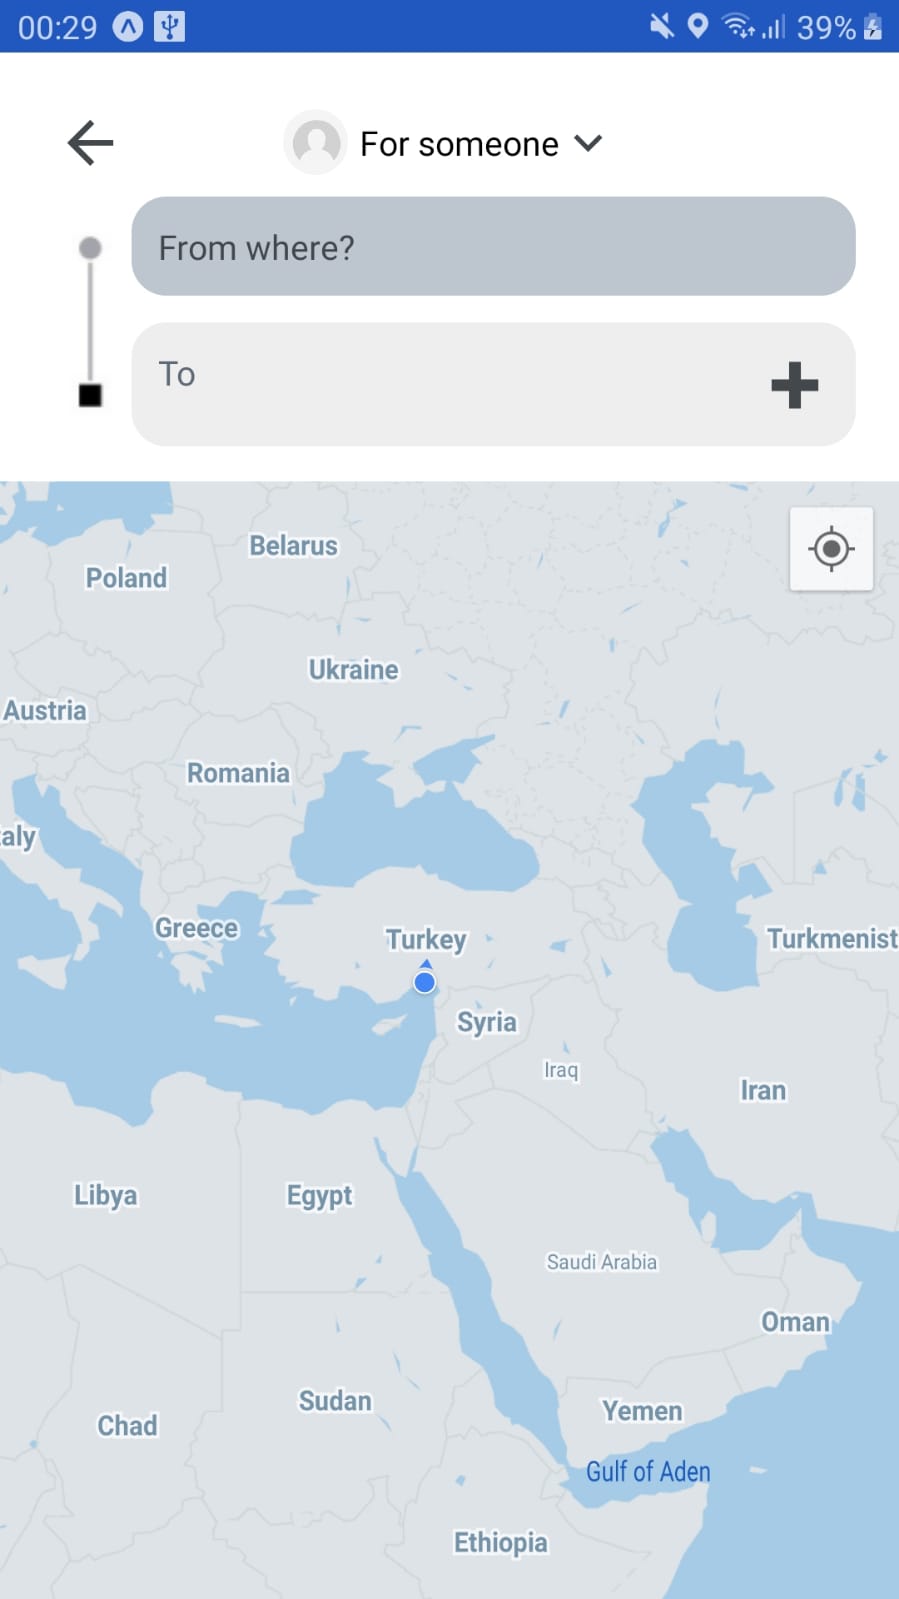 00:29 39%
For someone
From where?
To
Belarus
Poland
Ukraine
Austria
Romania
aly
Greece
Turkey
Turkmenist
Syria
Iraq
Iran
Libya
Egypt
Saudi Arabia
Oman
Sudan
Yemen
Chad
Gulf of Aden
Ethiopia